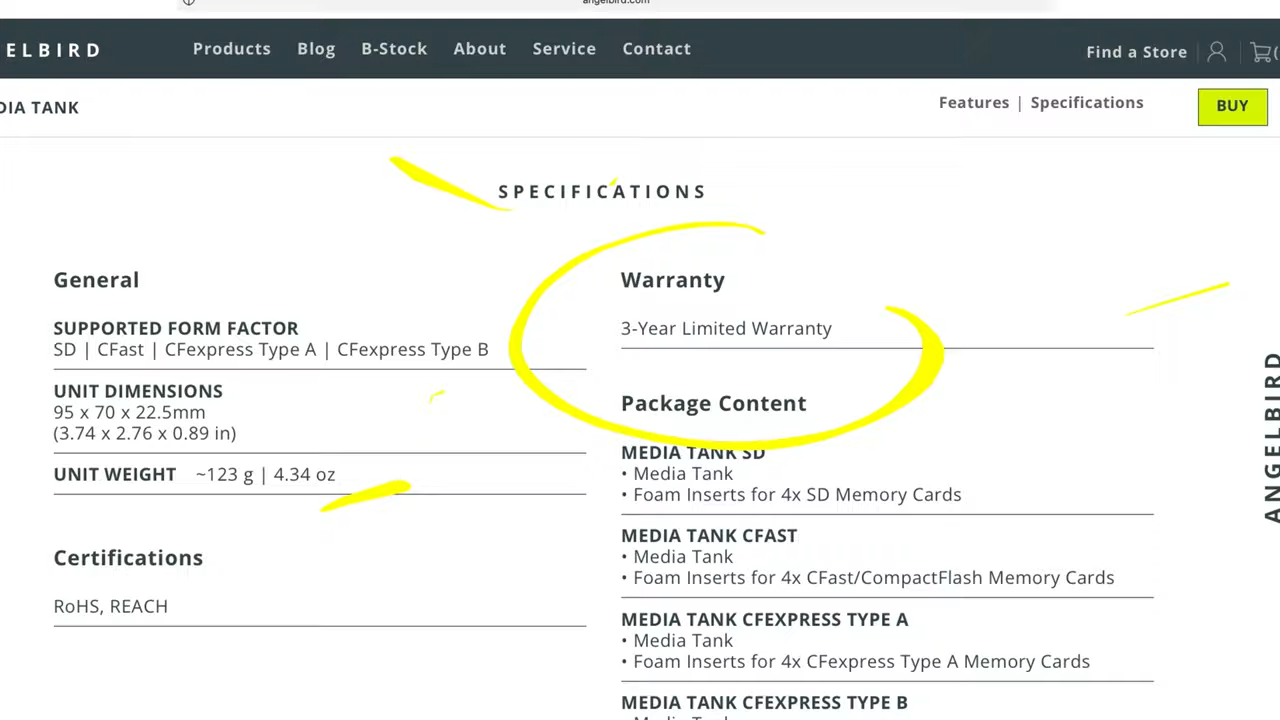 angelbird.com
ELBIRD
Products Blog B-Stock About Service Contact
Find a Store
DIA TANK
Features | Specifications
BUY
SPECIFICATIONS
General
SUPPORTED FORM FACTOR
SD | CFast | CFexpress Type A | CFexpress Type B
UNIT DIMENSIONS
95 x 70 x 22.5mm
(3.74 x 2.76 x 0.89 in)
UNIT WEIGHT ~123 g | 4.34 oz
Certifications
RoHS, REACH
Warranty
3-Year Limited Warranty
Package Content
MEDIA TANK SD
• Media Tank
• Foam Inserts for 4x SD Memory Cards
MEDIA TANK CFAST
• Media Tank
• Foam Inserts for 4x CFast/CompactFlash Memory Cards
MEDIA TANK CFEXPRESS TYPE A
• Media Tank
• Foam Inserts for 4x CFexpress Type A Memory Cards
MEDIA TANK CFEXPRESS TYPE B
• Media Tank
ANGELBIRD